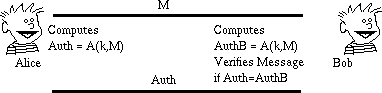 M
Computes
Auth = A(k,M)
Computes
AuthB = A(k,M)
Verifies Message
if Auth=AuthB
Alice
Bob
Auth